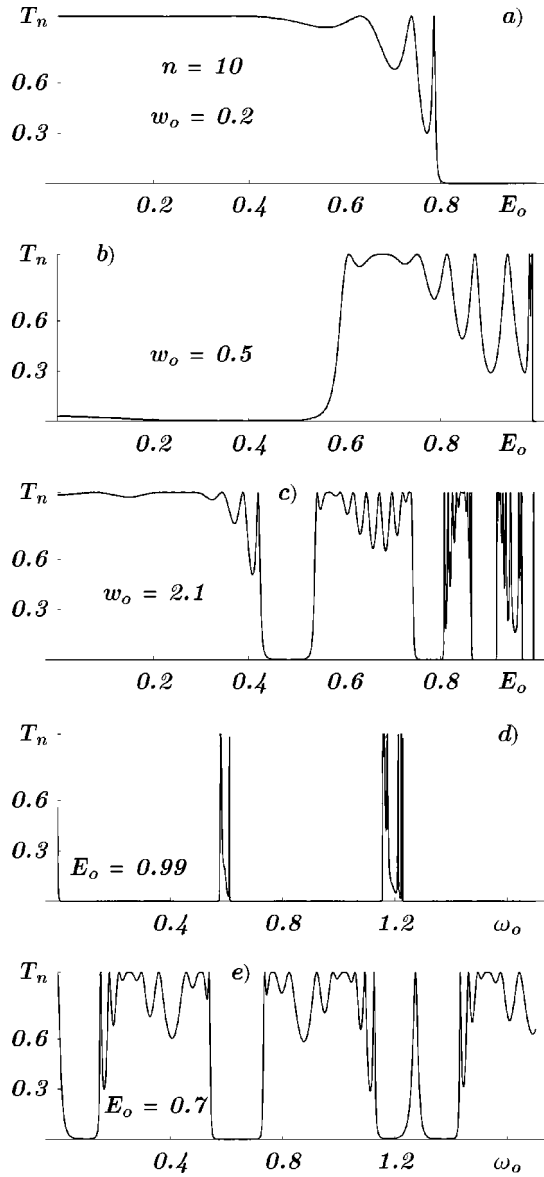 T_n a)
n = 10
0.6
w_o = 0.2
0.3
0.2 0.4 0.6 0.8 E_o
T_n b)
0.6
w_o = 0.5
0.3
0.2 0.4 0.6 0.8 E_o
T_n c)
0.6
w_o = 2.1
0.3
0.2 0.4 0.6 0.8 E_o
T_n d)
0.6
0.3
E_o = 0.99
0.4 0.8 1.2 ω_o
T_n e)
0.6
0.3
E_o = 0.7
0.4 0.8 1.2 ω_o